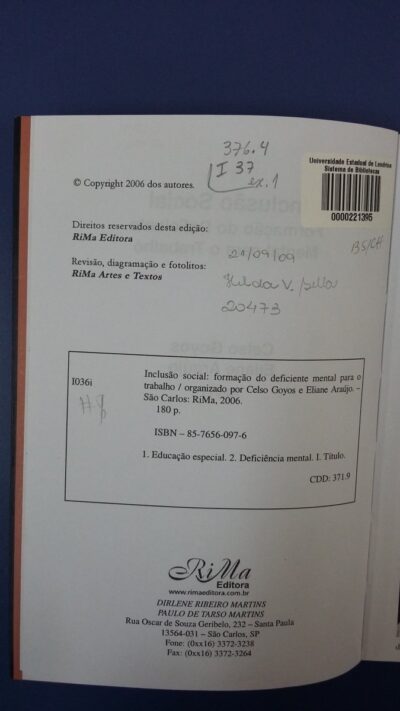 376.4
I 37
ex. 1
Universidade Estadual de Londrina
Sistema de Bibliotecas
0000221395
BS/CH
© Copyright 2006 dos autores.
Direitos reservados desta edição:
RiMa Editora
Revisão, diagramação e fotolitos:
RiMa Artes e Textos
21/09/09
20473
I036i
Inclusão social: formação do deficiente mental para o
trabalho / organizado por Celso Goyos e Eliane Araújo. –
São Carlos: RiMa, 2006.
180 p.
ISBN – 85-7656-097-6
1. Educação especial. 2. Deficiência mental. I. Título.
CDD: 371.9
RiMa
Editora
www.rimaeditora.com.br
DIRLENE RIBEIRO MARTINS
PAULO DE TARSO MARTINS
Rua Oscar de Souza Geribelo, 232 – Santa Paula
13564-031 – São Carlos, SP
Fone: (0xx16) 3372-3238
Fax: (0xx16) 3372-3264